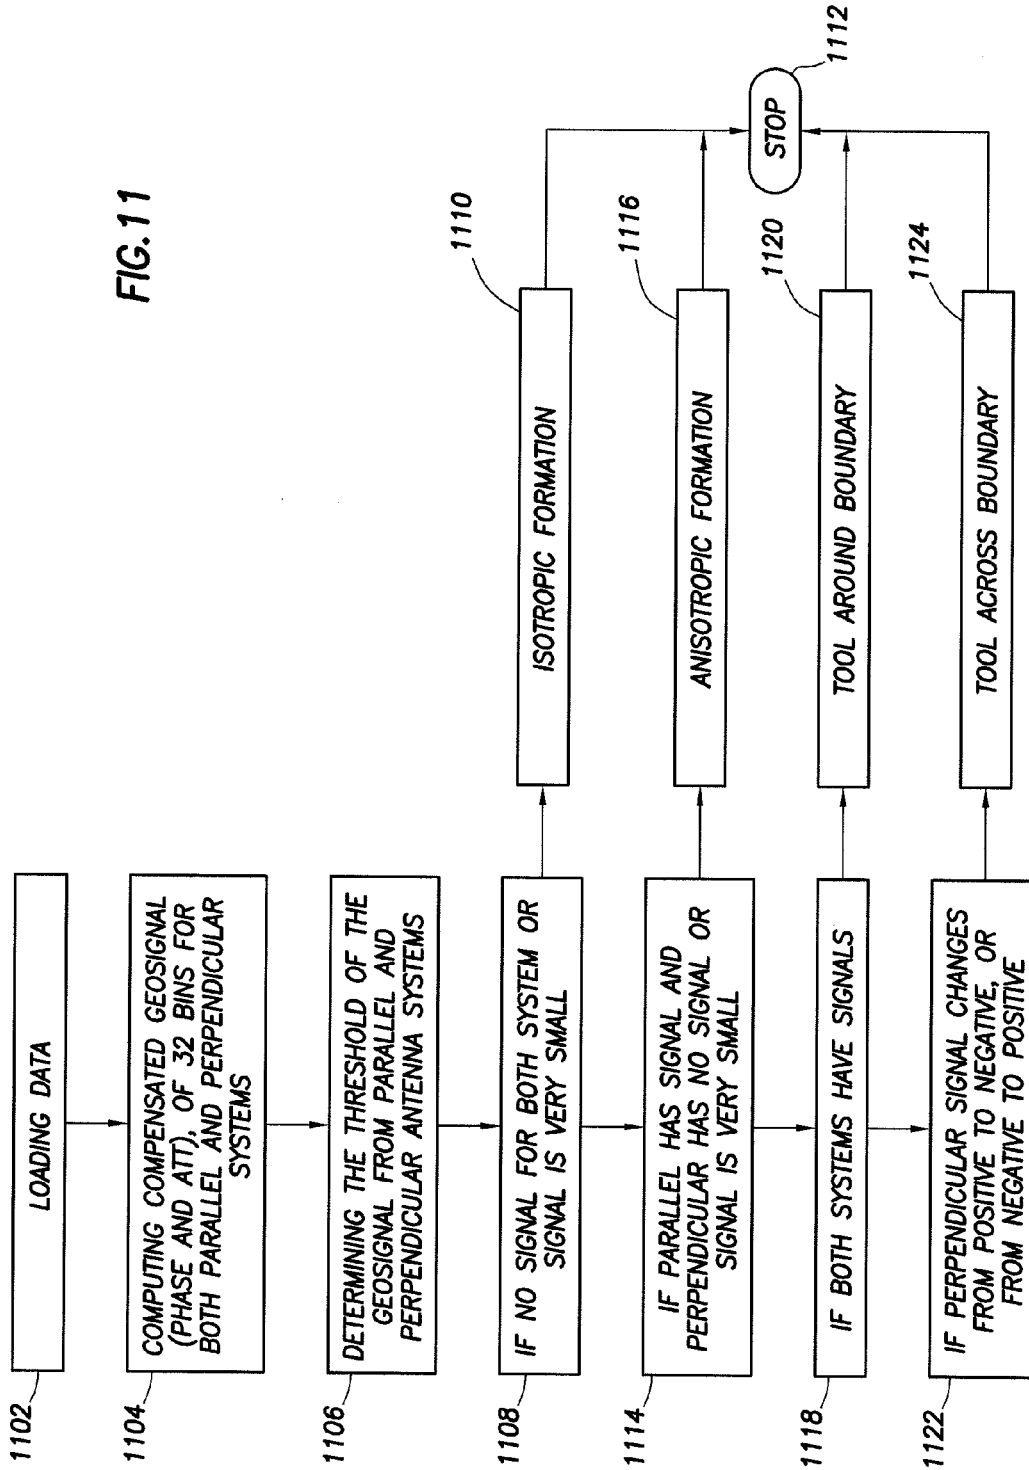 FIG.11
1102
LOADING DATA
1104
COMPUTING COMPENSATED GEOSIGNAL
(PHASE AND ATT), OF 32 BINS FOR
BOTH PARALLEL AND PERPENDICULAR
SYSTEMS
1106
DETERMINING THE THRESHOLD OF THE
GEOSIGNAL FROM PARALLEL AND
PERPENDICULAR ANTENNA SYSTEMS
1108
IF NO SIGNAL FOR BOTH SYSTEM OR
SIGNAL IS VERY SMALL
1110
ISOTROPIC FORMATION
1114
IF PARALLEL HAS SIGNAL AND
PERPENDICULAR HAS NO SIGNAL OR
SIGNAL IS VERY SMALL
1116
ANISOTROPIC FORMATION
1112
STOP
1118
IF BOTH SYSTEMS HAVE SIGNALS
1120
TOOL AROUND BOUNDARY
1122
IF PERPENDICULAR SIGNAL CHANGES
FROM POSITIVE TO NEGATIVE, OR
FROM NEGATIVE TO POSITIVE
1124
TOOL ACROSS BOUNDARY